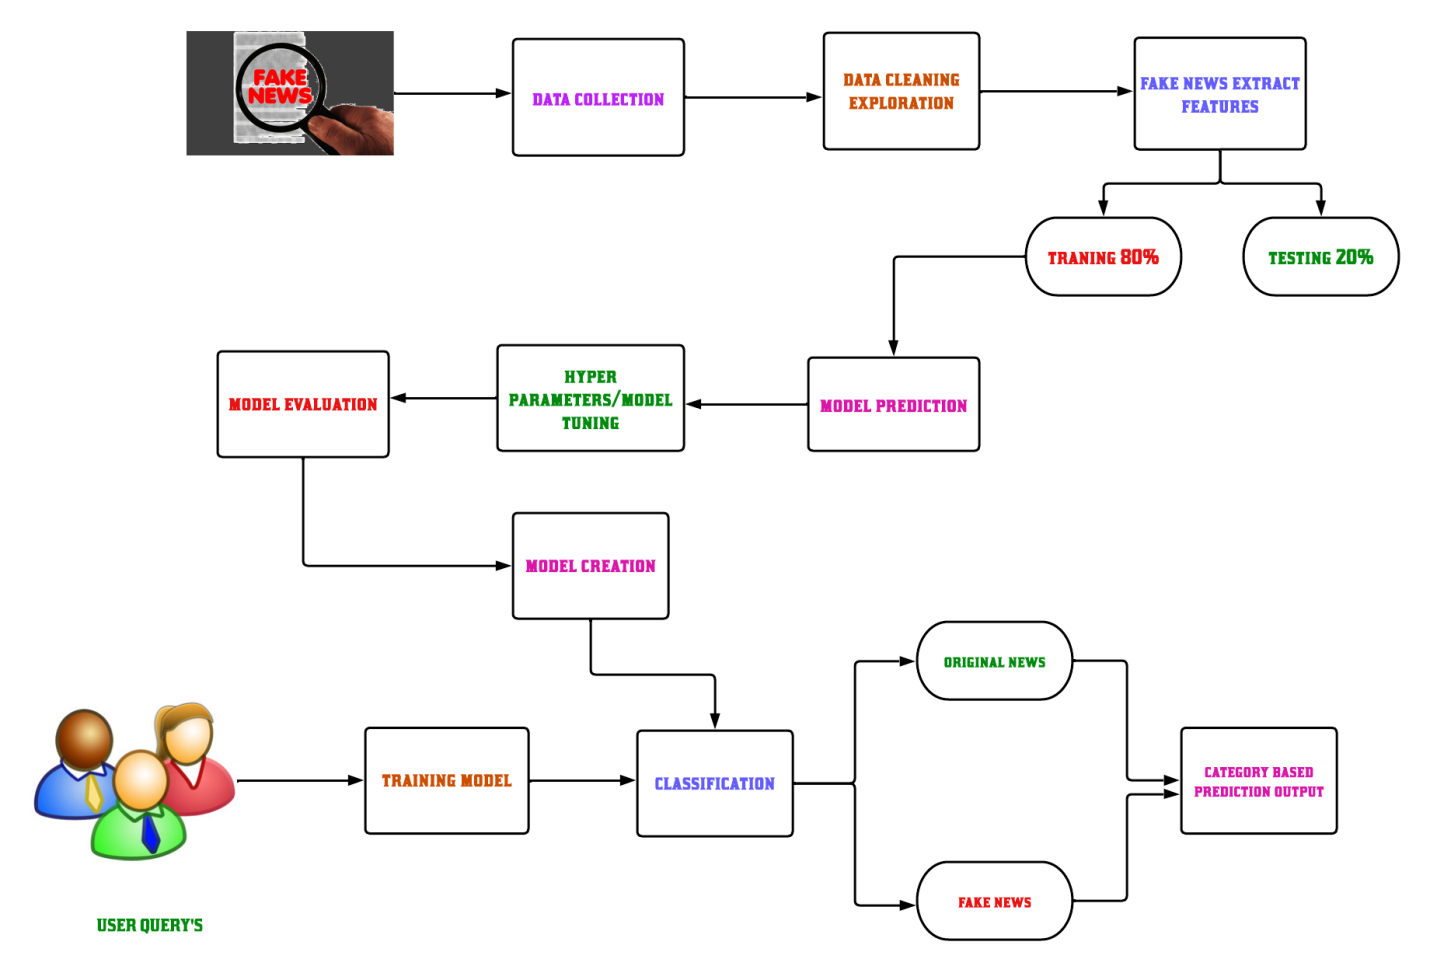 FAKE
NEWS
DATA COLLECTION
DATA CLEANING
EXPLORATION
FAKE NEWS EXTRACT
FEATURES
TRANING 80%
TESTING 20%
MODEL EVALUATION
HYPER
PARAMETERS/MODEL
TUNING
MODEL PREDICTION
MODEL CREATION
ORIGINAL NEWS
TRAINING MODEL
CLASSIFICATION
CATEGORY BASED
PREDICTION OUTPUT
FAKE NEWS
USER QUERY'S